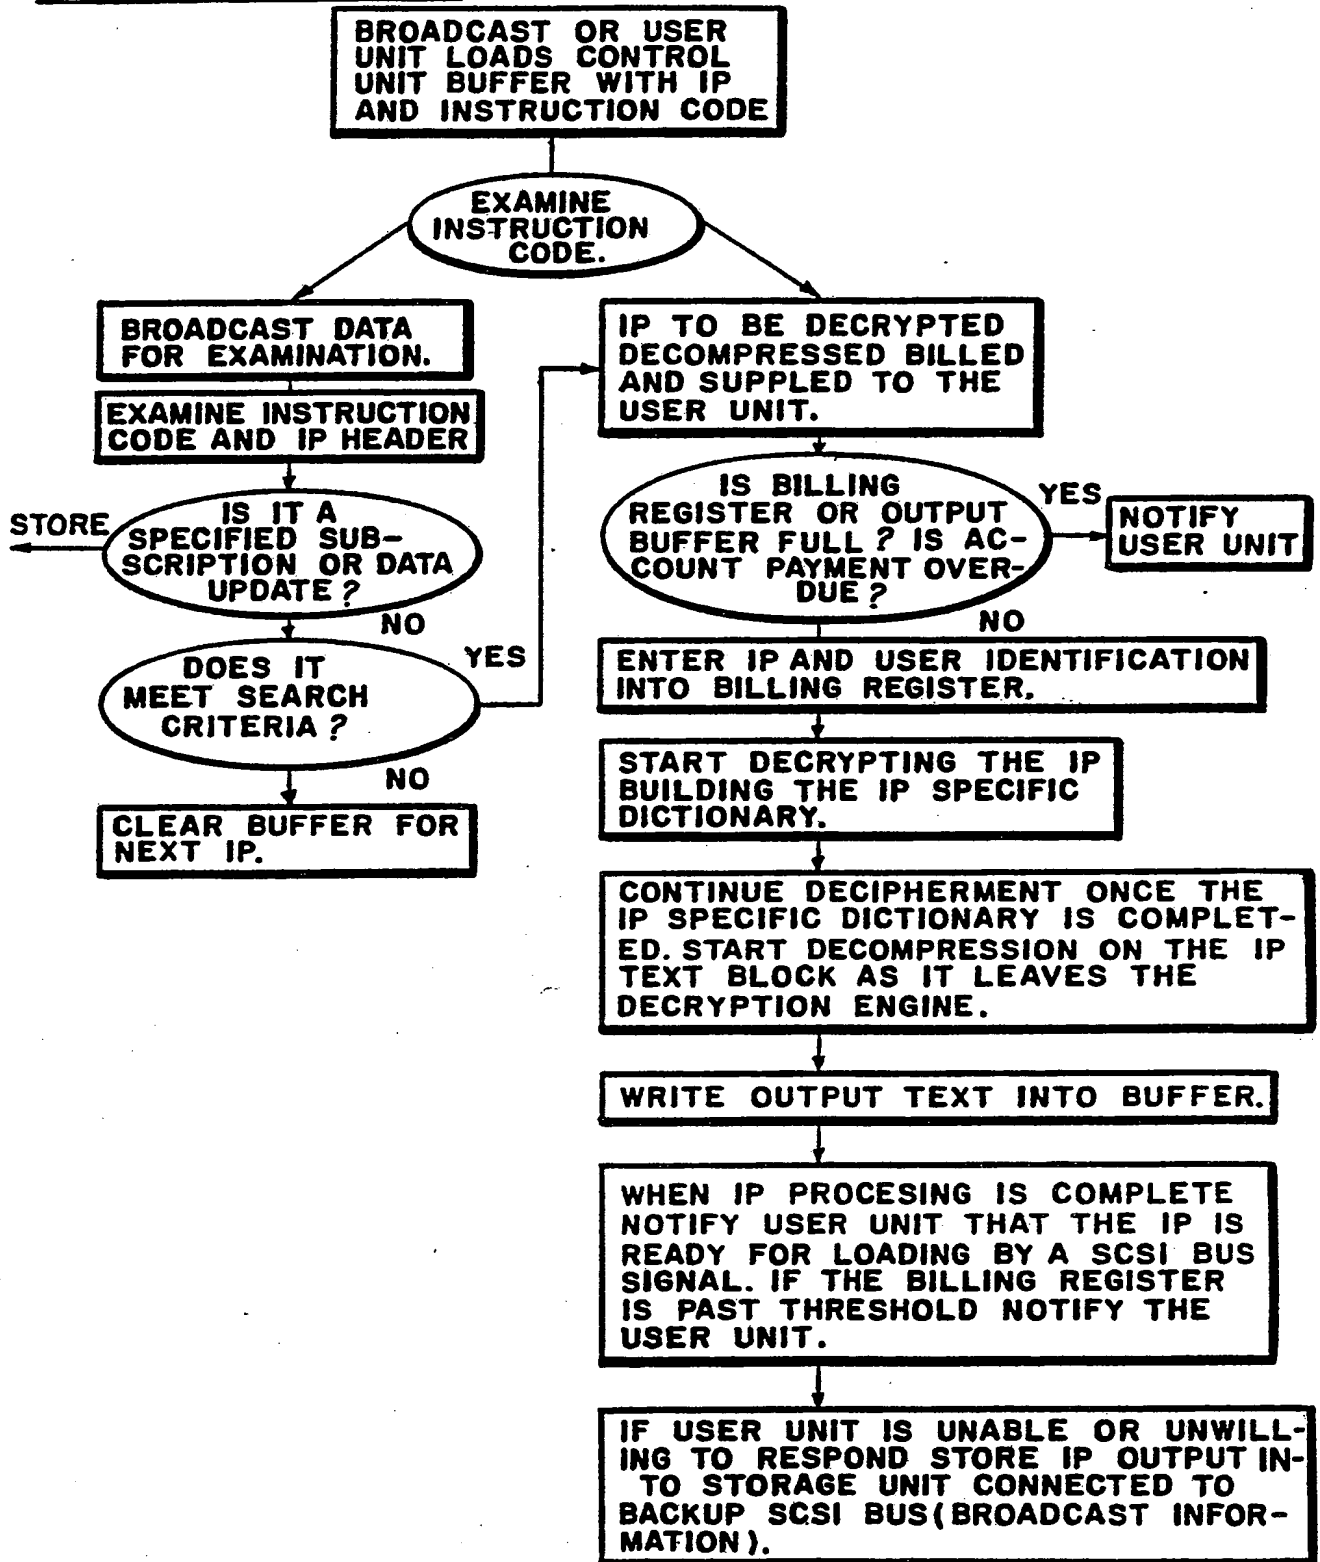 BROADCAST OR USER
UNIT LOADS CONTROL
UNIT BUFFER WITH IP
AND INSTRUCTION CODE
EXAMINE
INSTRUCTION
CODE.
BROADCAST DATA
FOR EXAMINATION.
EXAMINE INSTRUCTION
CODE AND IP HEADER
IS IT A
SPECIFIED SUB-
SCRIPTION OR DATA
UPDATE?
STORE
NO
DOES IT
MEET SEARCH
CRITERIA?
YES
NO
CLEAR BUFFER FOR
NEXT IP.
IP TO BE DECRYPTED
DECOMPRESSED BILLED
AND SUPPLED TO THE
USER UNIT.
IS BILLING
REGISTER OR OUTPUT
BUFFER FULL? IS AC-
COUNT PAYMENT OVER-
DUE?
YES
NOTIFY
USER UNIT
NO
ENTER IP AND USER IDENTIFICATION
INTO BILLING REGISTER.
START DECRYPTING THE IP
BUILDING THE IP SPECIFIC
DICTIONARY.
CONTINUE DECIPHERMENT ONCE THE
IP SPECIFIC DICTIONARY IS COMPLET-
ED. START DECOMPRESSION ON THE IP
TEXT BLOCK AS IT LEAVES THE
DECRYPTION ENGINE.
WRITE OUTPUT TEXT INTO BUFFER.
WHEN IP PROCESING IS COMPLETE
NOTIFY USER UNIT THAT THE IP IS
READY FOR LOADING BY A SCSI BUS
SIGNAL. IF THE BILLING REGISTER
IS PAST THRESHOLD NOTIFY THE
USER UNIT.
IF USER UNIT IS UNABLE OR UNWILL-
ING TO RESPOND STORE IP OUTPUT IN-
TO STORAGE UNIT CONNECTED TO
BACKUP SCSI BUS (BROADCAST INFOR-
MATION).